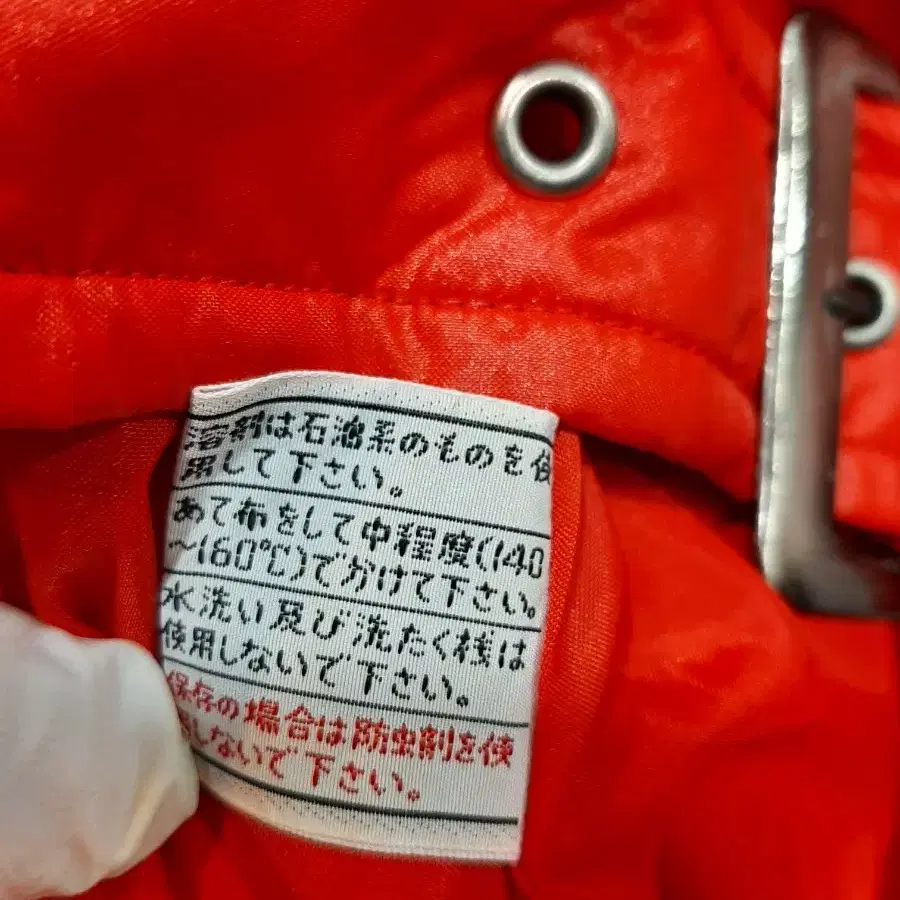 溶剤は石油系のものを使
用して下さい。
あて布をして中程度(140
～160℃)でかけて下さい。
水洗い及び洗たく桟は
使用しないで下さい。
保存の場合は防虫剤を使
用しないで下さい。